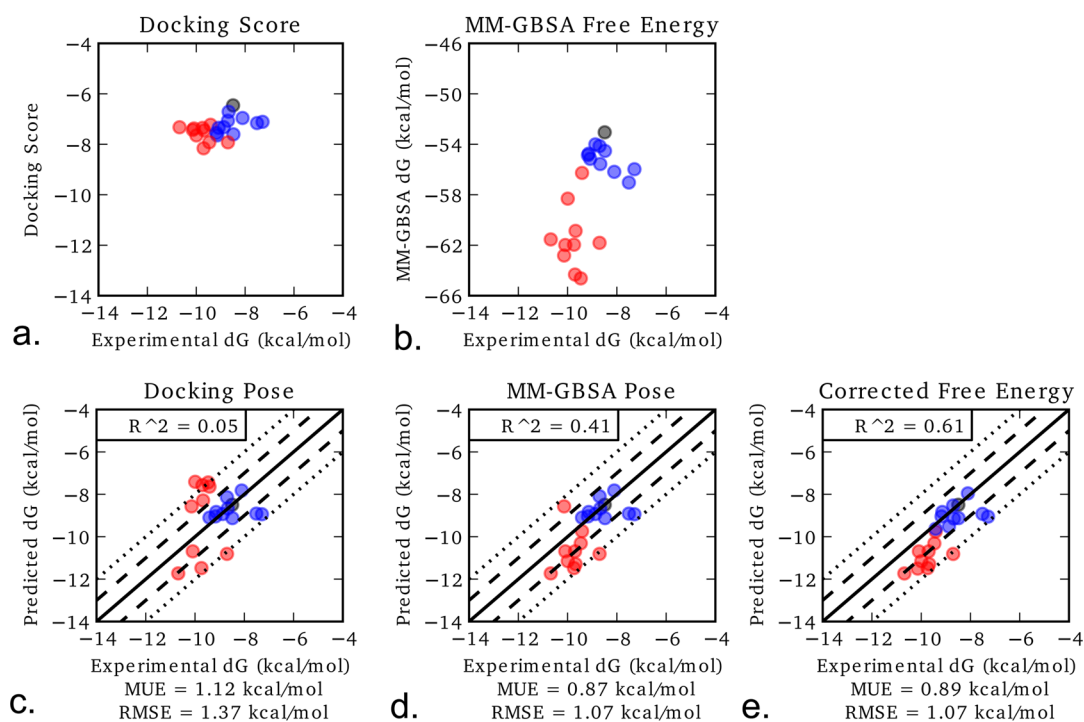 Docking Score
MM-GBSA Free Energy
−4
−6
−8
−10
−12
−14
Docking Score
−14 −12 −10 −8 −6 −4
Experimental dG (kcal/mol)
a.
−46
−50
−54
−58
−62
−66
MM-GBSA dG (kcal/mol)
−14 −12 −10 −8 −6 −4
Experimental dG (kcal/mol)
b.
Docking Pose
R^2 = 0.05
−4
−6
−8
−10
−12
−14
Predicted dG (kcal/mol)
−14 −12 −10 −8 −6 −4
Experimental dG (kcal/mol)
MUE = 1.12 kcal/mol
RMSE = 1.37 kcal/mol
c.
MM-GBSA Pose
R^2 = 0.41
−4
−6
−8
−10
−12
−14
Predicted dG (kcal/mol)
−14 −12 −10 −8 −6 −4
Experimental dG (kcal/mol)
MUE = 0.87 kcal/mol
RMSE = 1.07 kcal/mol
d.
Corrected Free Energy
R^2 = 0.61
−4
−6
−8
−10
−12
−14
Predicted dG (kcal/mol)
−14 −12 −10 −8 −6 −4
Experimental dG (kcal/mol)
MUE = 0.89 kcal/mol
RMSE = 1.07 kcal/mol
e.